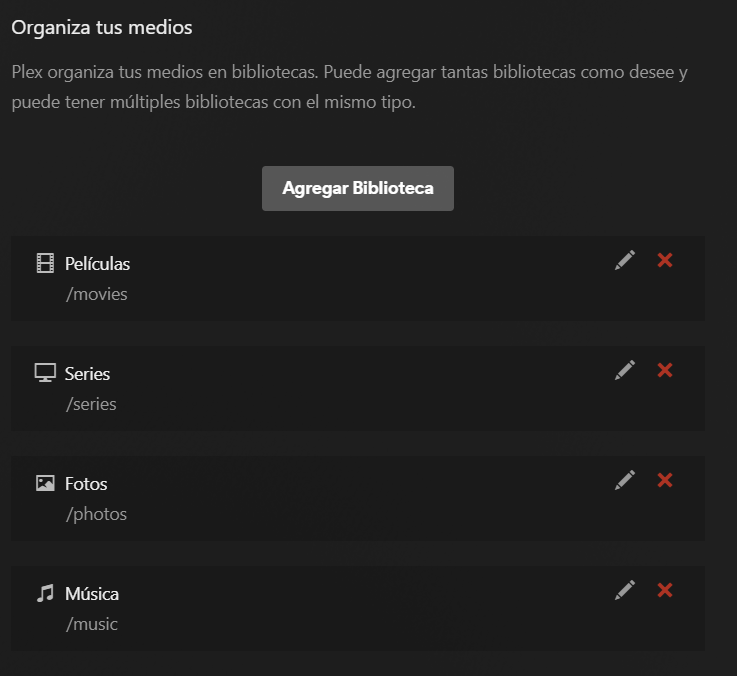 Organiza tus medios
Plex organiza tus medios en bibliotecas. Puede agregar tantas bibliotecas como desee y
puede tener múltiples bibliotecas con el mismo tipo.
Agregar Biblioteca
Películas
/movies
Series
/series
Fotos
/photos
Música
/music